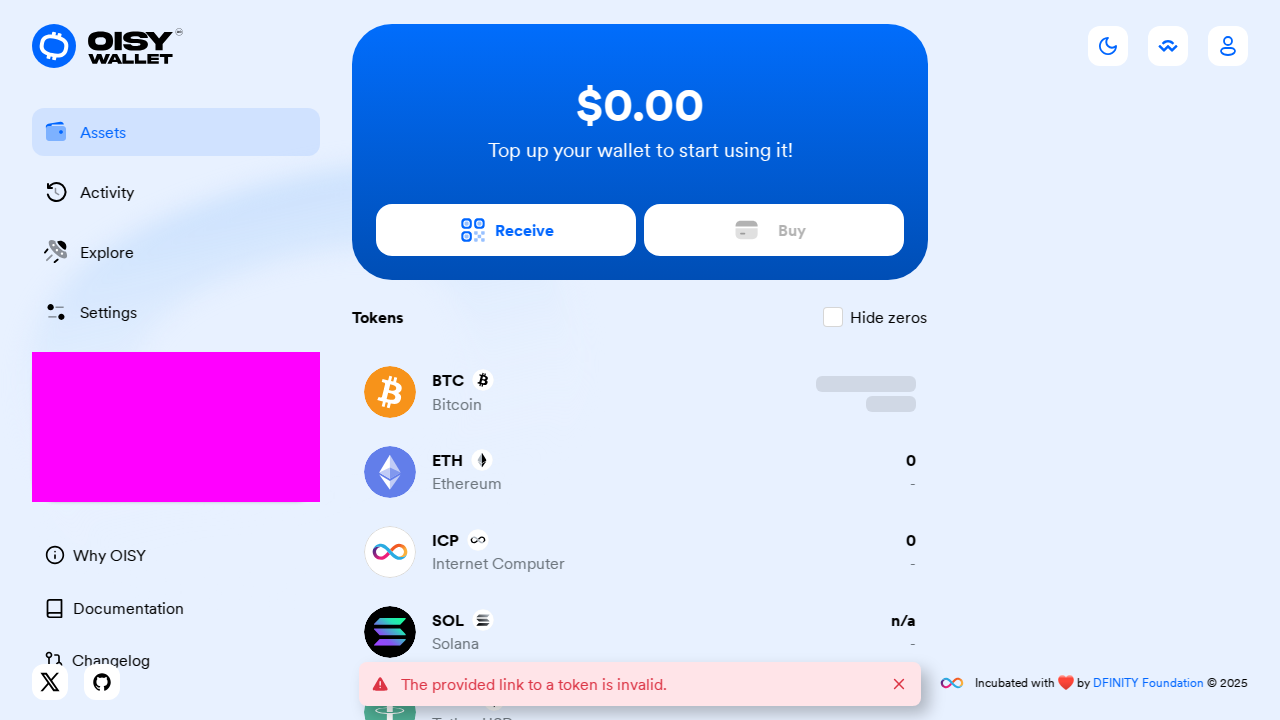 OISY
WALLET
Assets
Activity
Explore
Settings
Why OISY
Documentation
Changelog
$0.00
Top up your wallet to start using it!
Receive
Buy
Tokens
Hide zeros
BTC
Bitcoin
ETH
0
Ethereum
-
ICP
0
Internet Computer
-
SOL
n/a
Solana
-
The provided link to a token is invalid.
Incubated with ❤️ by DFINITY Foundation © 2025